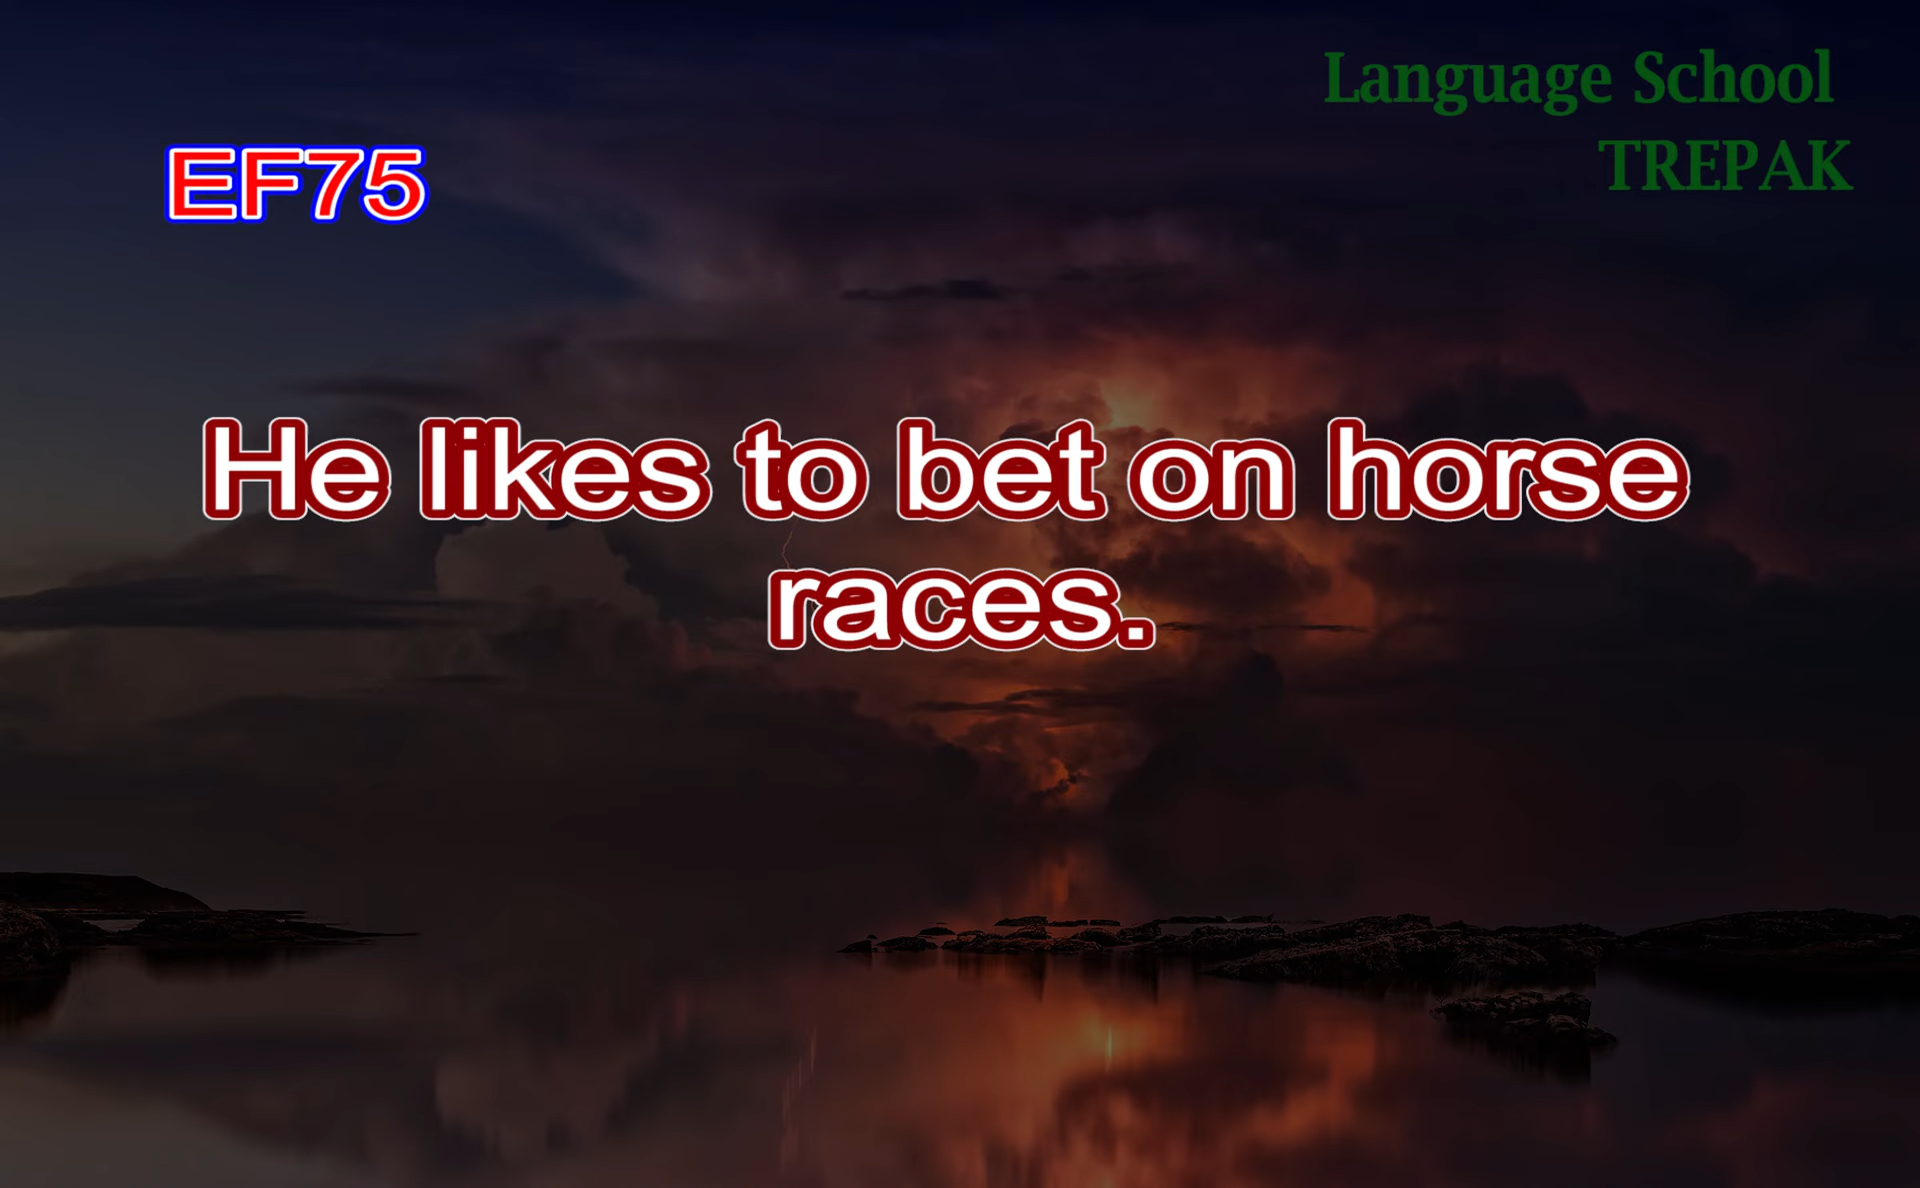 Language School
TREPAK
EF75
He likes to bet on horse
races.